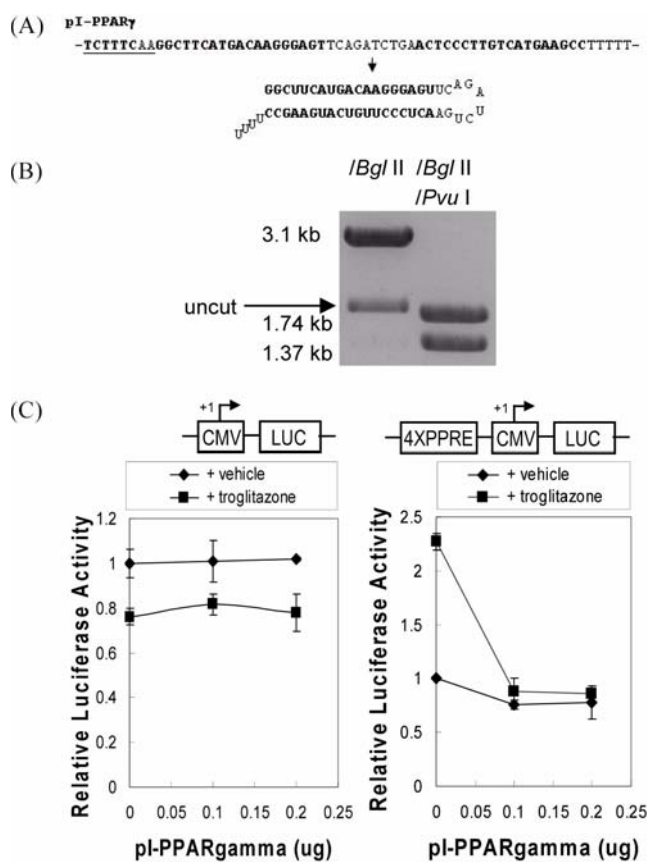 (A)
pI-PPARγ
-TCTTTCAAGGCTTCATGACAAGGGAGTTCAGATCTGAACTCCCTTGTCATGAAGCCTTTTT-
GGCUUCAUGACAAGGGAGUUCAGA
UUUUCCGAAGUACUGUUCCCUCAAGUCU
(B)
/Bgl II /Bgl II
/Pvu I
3.1 kb
uncut
1.74 kb
1.37 kb
(C)
+1 +1
CMV LUC 4XPPRE CMV LUC
+ vehicle + vehicle
+ troglitazone + troglitazone
Relative Luciferase Activity
1.2
1
0.8
0.6
0.4
0.2
0
0 0.05 0.1 0.15 0.2 0.25
pI-PPARgamma (ug)
Relative Luciferase Activity
2.5
2
1.5
1
0.5
0
0 0.05 0.1 0.15 0.2 0.25
pI-PPARgamma (ug)